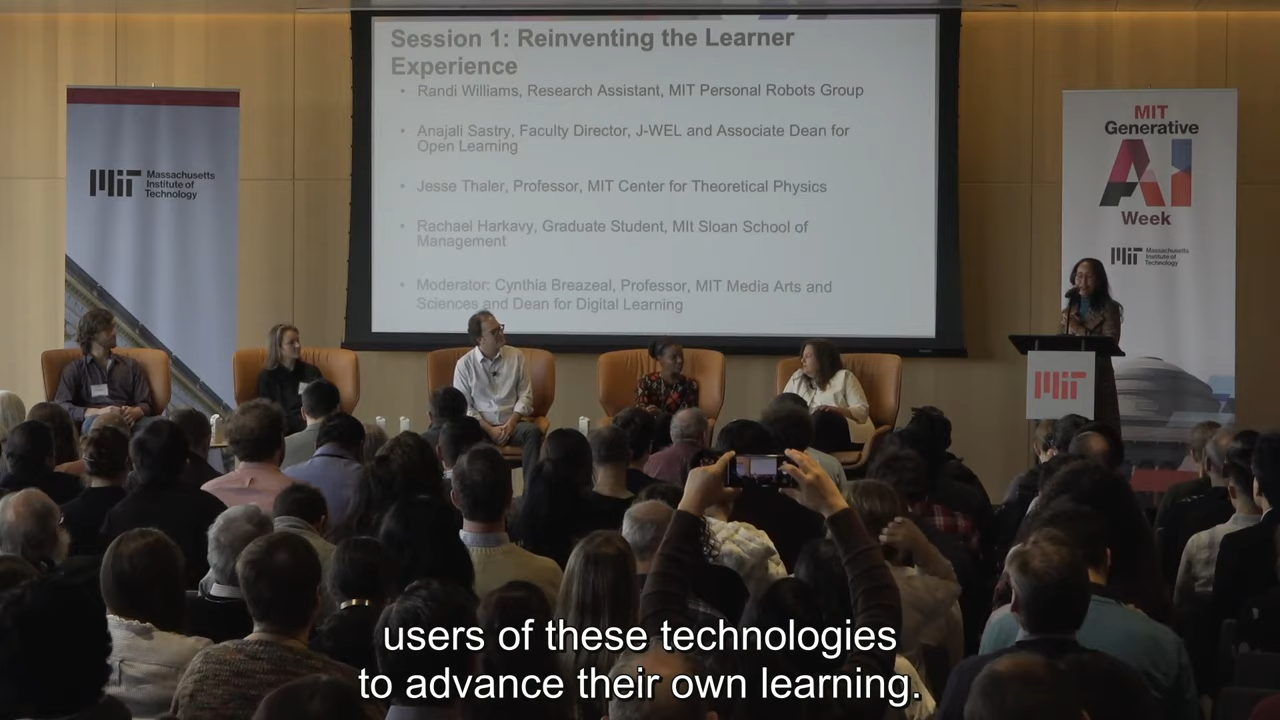 Session 1: Reinventing the Learner
Experience
• Randi Williams, Research Assistant, MIT Personal Robots Group
• Anajali Sastry, Faculty Director, J-WEL and Associate Dean for
Open Learning
• Jesse Thaler, Professor, MIT Center for Theoretical Physics
• Rachael Harkavy, Graduate Student, MIt Sloan School of
Management
• Moderator: Cynthia Breazeal, Professor, MIT Media Arts and
Sciences and Dean for Digital Learning
MIT
Massachusetts
Institute of
Technology
MIT
Generative
AI
Week
MIT
Massachusetts
Institute of
Technology
MIT
users of these technologies
to advance their own learning.